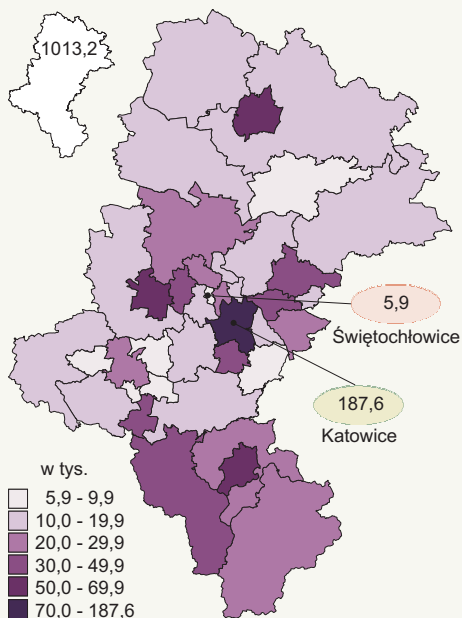 1013,2
5,9
Świętochłowice
187,6
Katowice
w tys.
5,9 - 9,9
10,0 - 19,9
20,0 - 29,9
30,0 - 49,9
50,0 - 69,9
70,0 - 187,6